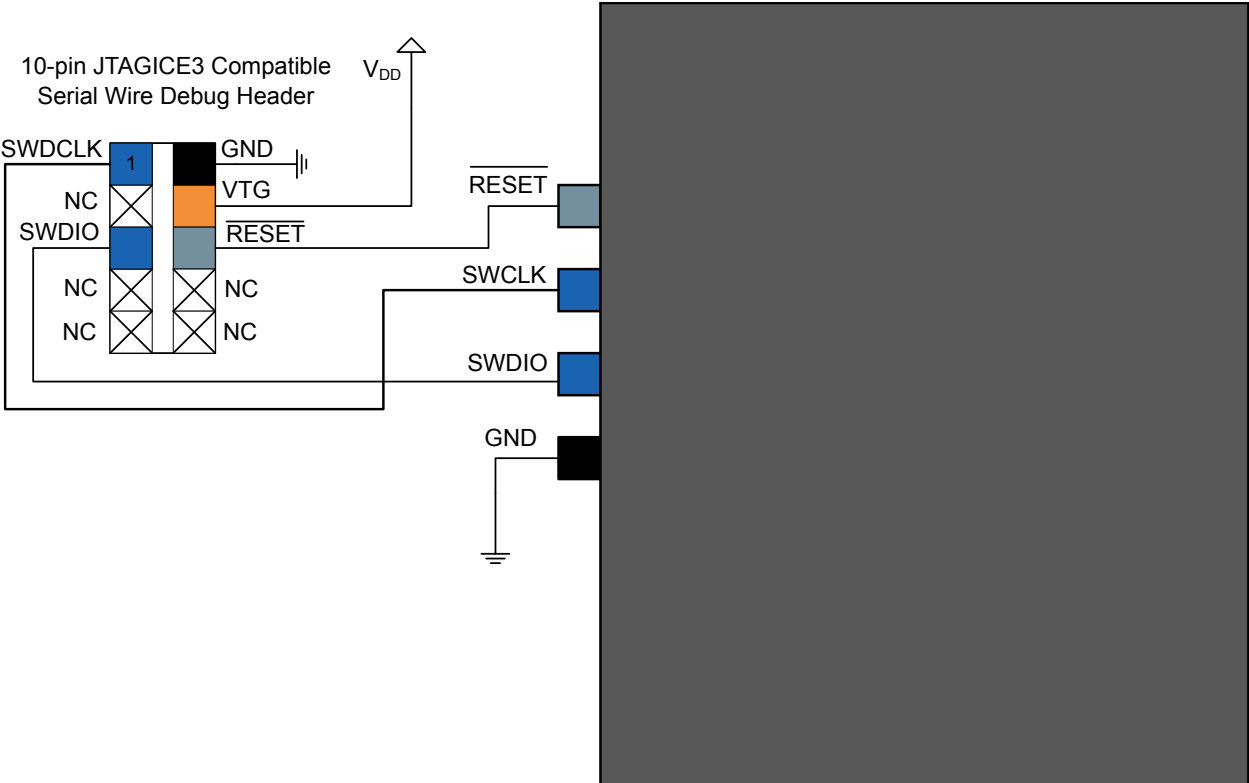 10-pin JTAGICE3 Compatible
Serial Wire Debug Header
VDD
SWDCLK
1
GND
NC
VTG
SWDIO
RESET
NC
NC
NC
NC
RESET
SWCLK
SWDIO
GND